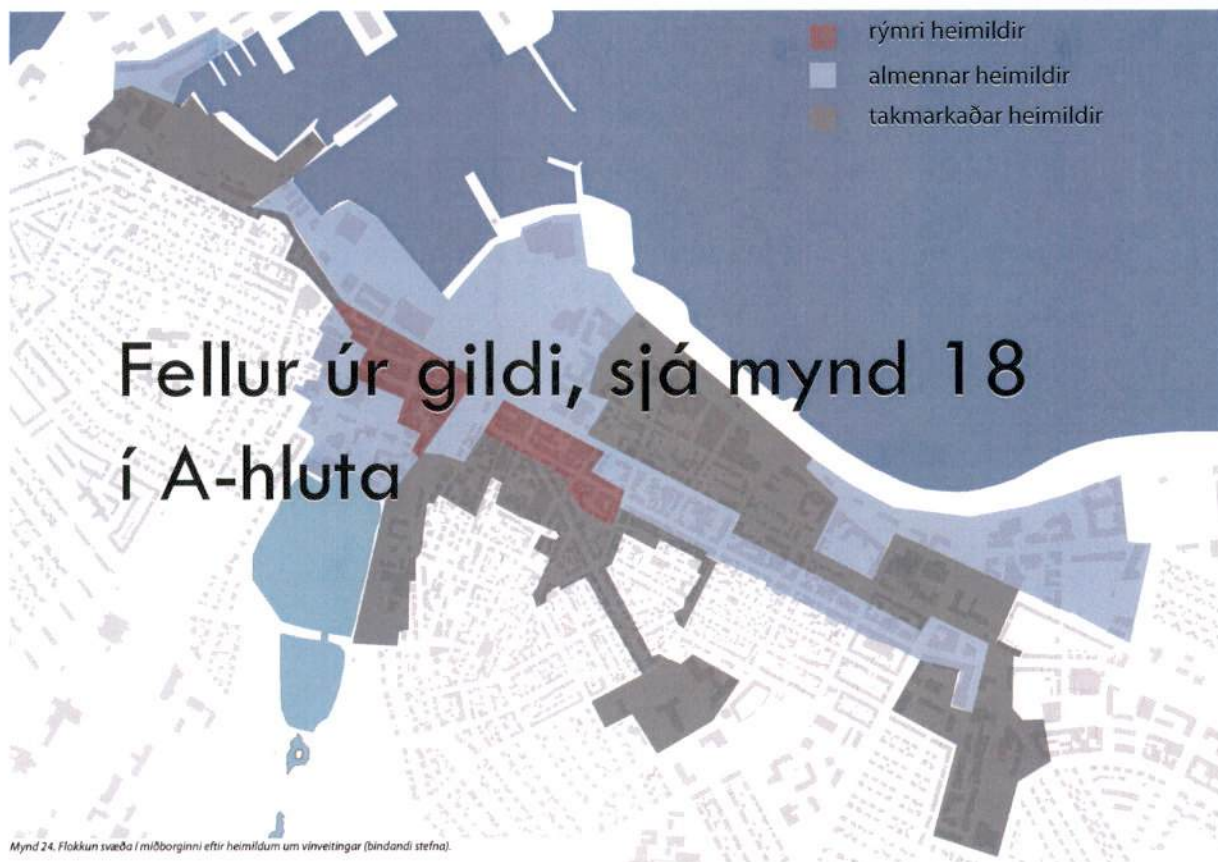 rýmri heimildir
almennar heimildir
takmarkaðar heimildir
Fellur úr gildi, sjá mynd 18
í A-hluta
Mynd 24. Flokkun svæða í miðborginni eftir heimildum um vínveitingar (bindandi stefna).